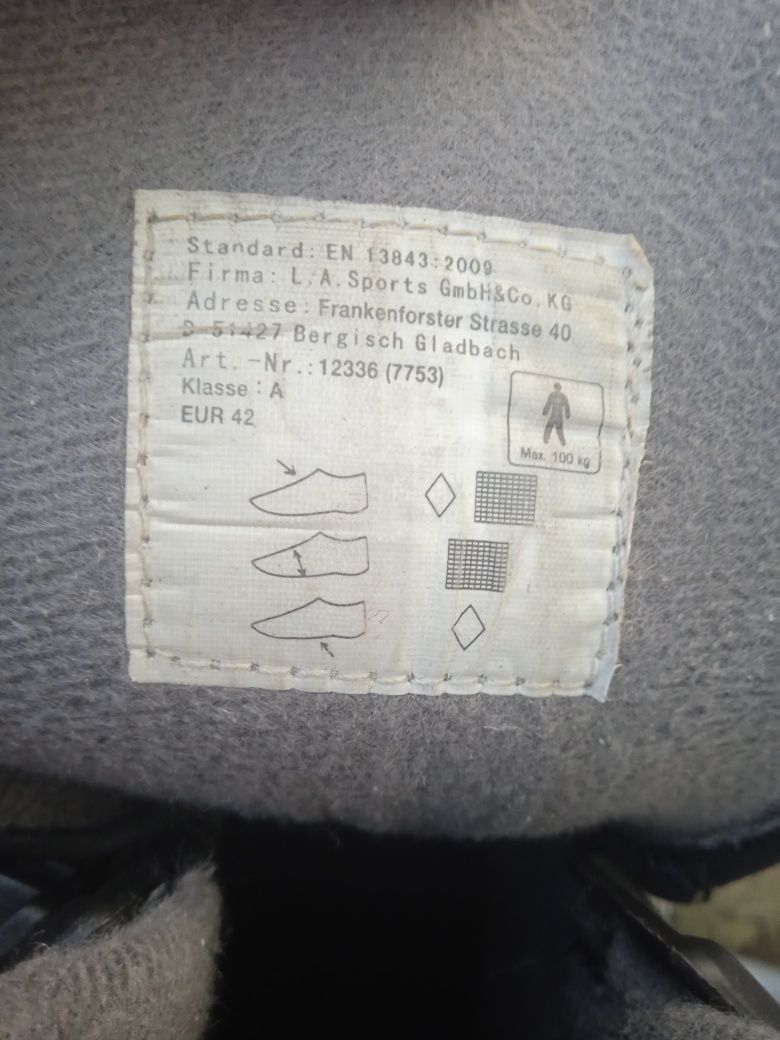 Standard: EN 13843:2009
Firma: L.A.Sports GmbH&Co.KG
Adresse: Frankenforster Strasse 40
D-51427 Bergisch Gladbach
Art.-Nr.: 12336 (7753)
Klasse : A
EUR 42
Max. 100 kg